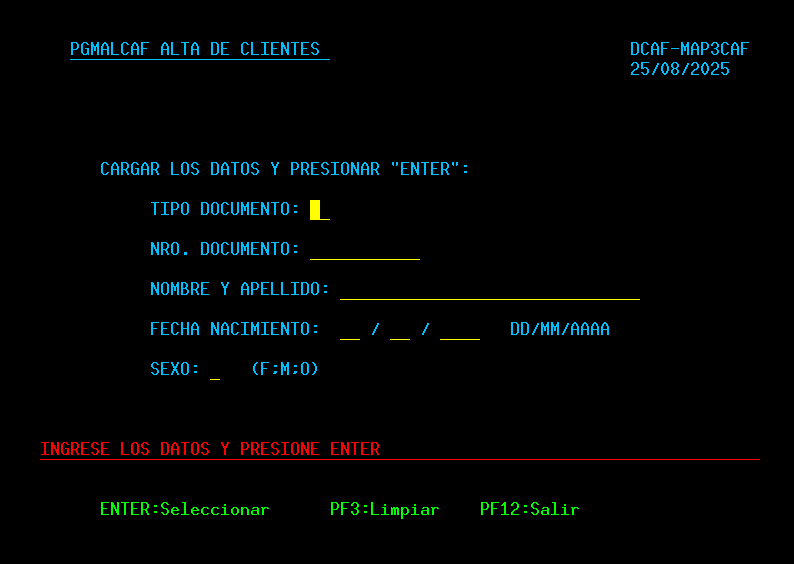 PGMALCAF ALTA DE CLIENTES DCAF-MAP3CAF
25/08/2025
CARGAR LOS DATOS Y PRESIONAR "ENTER":
TIPO DOCUMENTO: __
NRO. DOCUMENTO: ___________
NOMBRE Y APELLIDO: ______________________________
FECHA NACIMIENTO: __ / __ / ____ DD/MM/AAAA
SEXO: _ (F;M;O)
INGRESE LOS DATOS Y PRESIONE ENTER
ENTER:Seleccionar PF3:Limpiar PF12:Salir